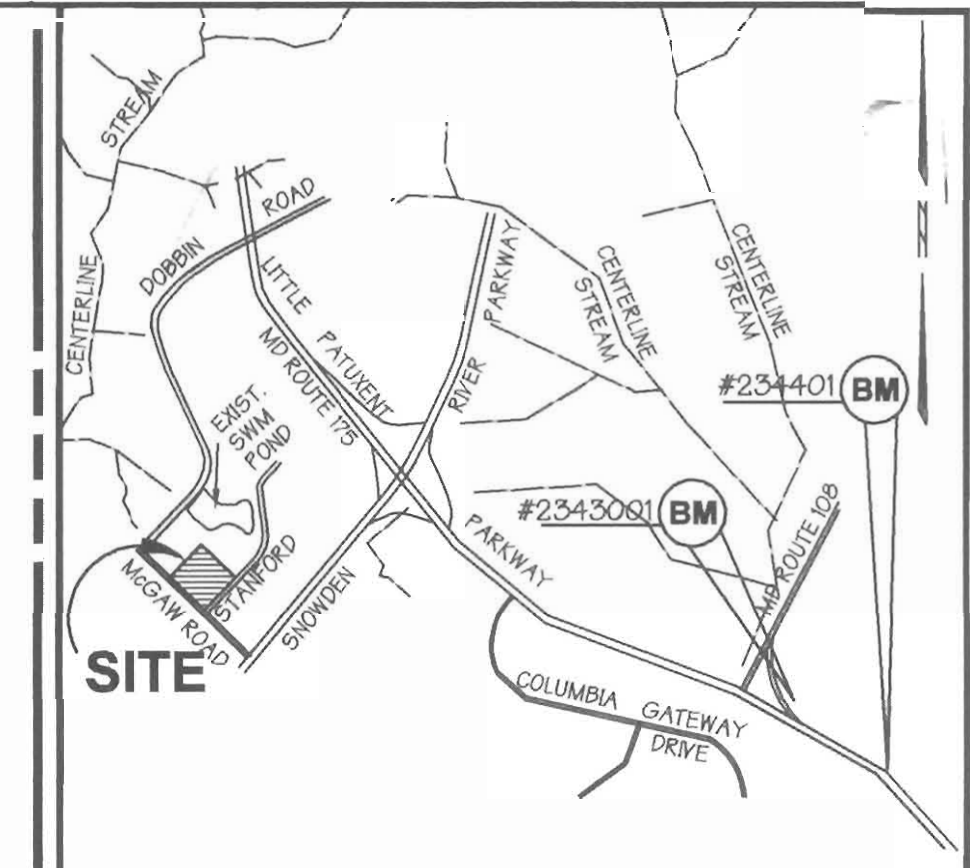 STREAM
CENTERLINE
DOBBIN ROAD
LITTLE PATUXENT
MD ROUTE 175
RIVER PARKWAY
CENTERLINE
STREAM
CENTERLINE
STREAM
N
#234401 BM
EXIST.
SWM
POND
#2343001 BM
MD ROUTE 108
PARKWAY
STANFORD
McGAW ROAD
SNOWDEN
SITE
COLUMBIA GATEWAY
DRIVE